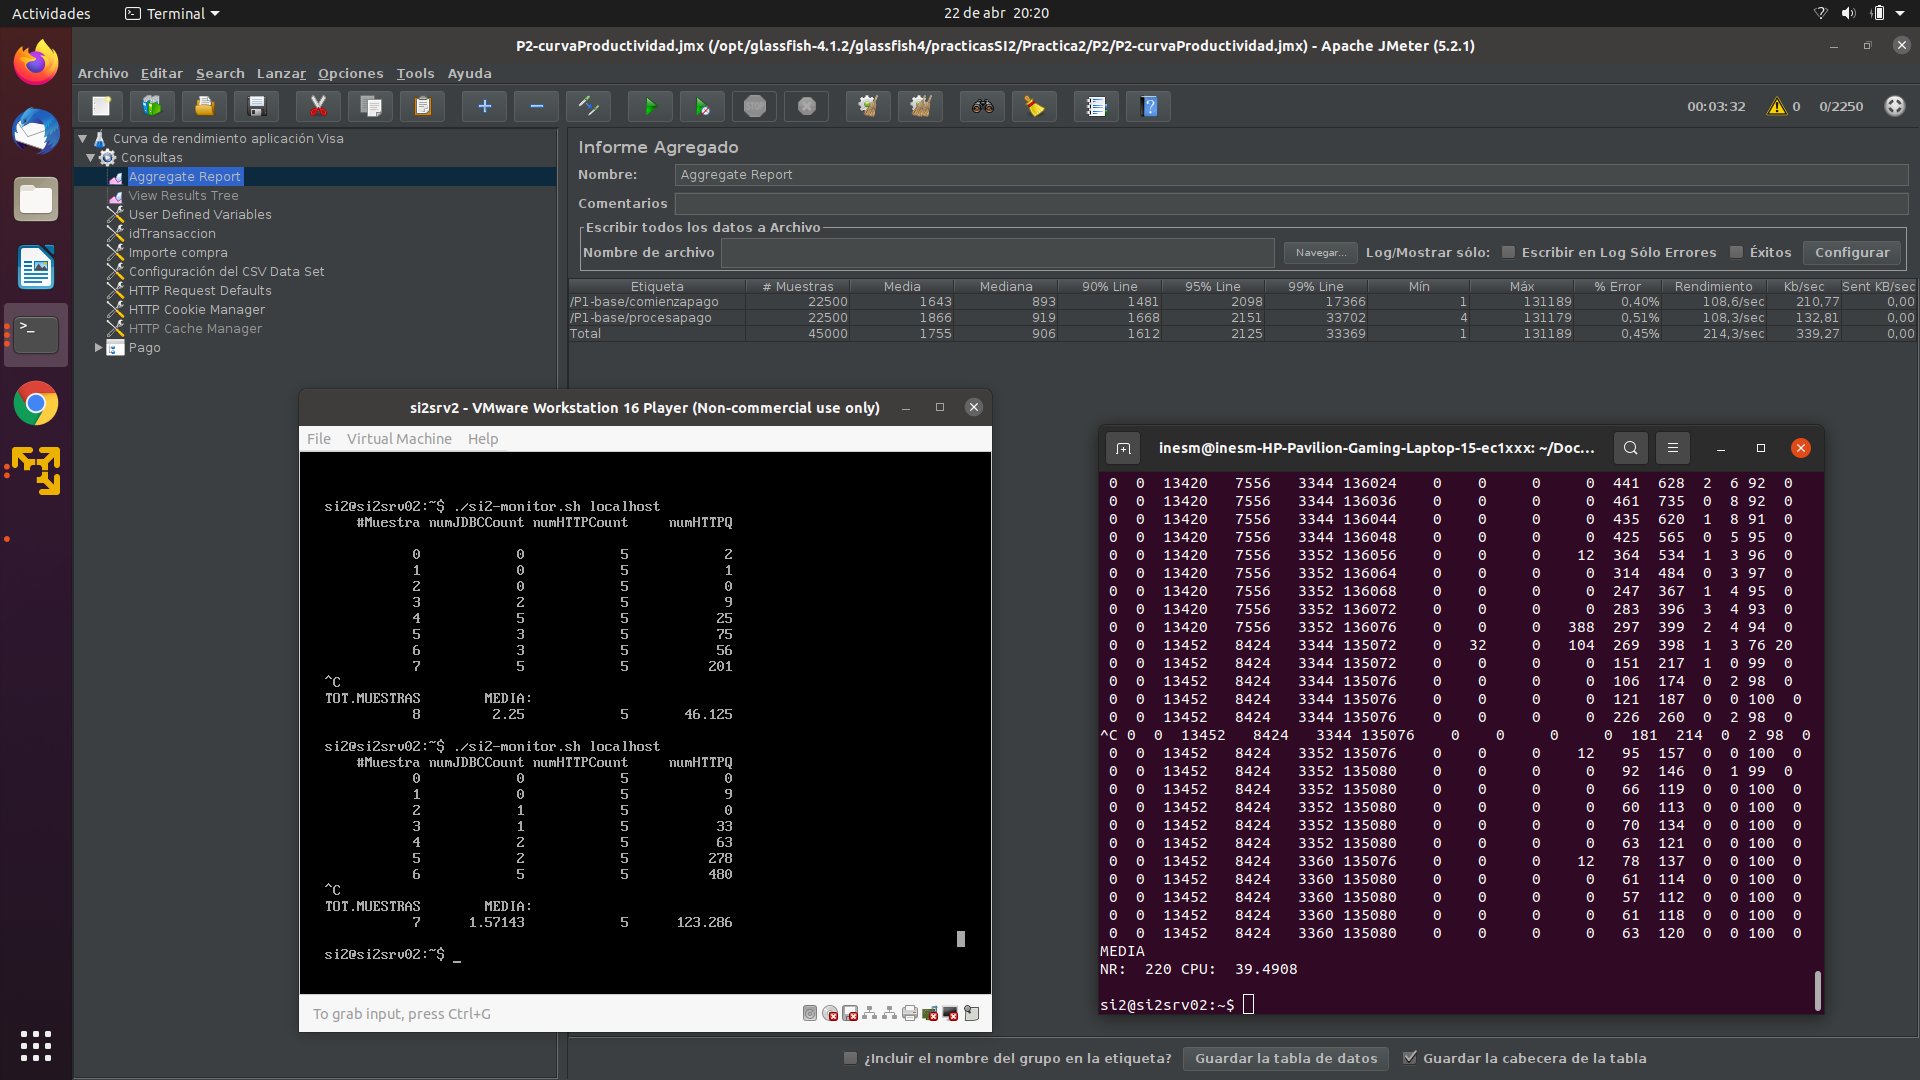 Actividades Terminal 22 de abr 20:20
P2-curvaProductividad.jmx (/opt/glassfish-4.1.2/glassfish4/practicasSI2/Practica2/P2/P2-curvaProductividad.jmx) - Apache JMeter (5.2.1)
Archivo Editar Search Lanzar Opciones Tools Ayuda
00:03:32 0 0/2250
Curva de rendimiento aplicación Visa
Consultas
Aggregate Report
View Results Tree
User Defined Variables
idTransaccion
Importe compra
Configuración del CSV Data Set
HTTP Request Defaults
HTTP Cookie Manager
HTTP Cache Manager
Pago
Informe Agregado
Nombre: Aggregate Report
Comentarios
Escribir todos los datos a Archivo
Nombre de archivo Navegar... Log/Mostrar sólo: Escribir en Log Sólo Errores Éxitos Configurar
Etiqueta # Muestras Media Mediana 90% Line 95% Line 99% Line Mín Máx % Error Rendimiento Kb/sec Sent KB/sec
/P1-base/comienzapago 22500 1643 893 1481 2098 17366 1 131189 0,40% 108,6/sec 210,77 0,00
/P1-base/procesapago 22500 1866 919 1668 2151 33702 4 131179 0,51% 108,3/sec 132,81 0,00
Total 45000 1755 906 1612 2125 33369 1 131189 0,45% 214,3/sec 339,27 0,00
si2srv2 - VMware Workstation 16 Player (Non-commercial use only)
File Virtual Machine Help
si2@si2srv02:~$ ./si2-monitor.sh localhost
#Muestra numJDBCCount numHTTPCount numHTTPQ
0 0 5 2
1 0 5 1
2 0 5 0
3 2 5 9
4 5 5 25
5 3 5 75
6 3 5 56
7 5 5 201
^C
TOT.MUESTRAS MEDIA:
8 2.25 5 46.125
si2@si2srv02:~$ ./si2-monitor.sh localhost
#Muestra numJDBCCount numHTTPCount numHTTPQ
0 0 5 0
1 0 5 9
2 1 5 0
3 1 5 33
4 2 5 63
5 2 5 278
6 5 5 480
^C
TOT.MUESTRAS MEDIA:
7 1.57143 5 123.286
si2@si2srv02:~$ _
To grab input, press Ctrl+G
inesm@inesm-HP-Pavilion-Gaming-Laptop-15-ec1xxx: ~/Doc...
0 0 13420 7556 3344 136024 0 0 0 0 441 628 2 6 92 0
0 0 13420 7556 3344 136036 0 0 0 0 461 735 0 8 92 0
0 0 13420 7556 3344 136044 0 0 0 0 435 620 1 8 91 0
0 0 13420 7556 3344 136048 0 0 0 0 425 565 0 5 95 0
0 0 13420 7556 3352 136056 0 0 0 12 364 534 1 3 96 0
0 0 13420 7556 3352 136064 0 0 0 0 314 484 0 3 97 0
0 0 13420 7556 3352 136068 0 0 0 0 247 367 1 4 95 0
0 0 13420 7556 3352 136072 0 0 0 0 283 396 3 4 93 0
0 0 13420 7556 3352 136076 0 0 0 388 297 399 2 4 94 0
0 0 13452 8424 3344 135072 0 32 0 104 269 398 1 3 76 20
0 0 13452 8424 3344 135076 0 0 0 0 151 217 1 0 99 0
0 0 13452 8424 3344 135076 0 0 0 0 106 174 0 2 98 0
0 0 13452 8424 3344 135076 0 0 0 0 121 187 0 0 100 0
0 0 13452 8424 3344 135076 0 0 0 0 226 260 0 2 98 0
^C 0 0 13452 8424 3344 135076 0 0 0 0 181 214 0 2 98 0
0 0 13452 8424 3352 135076 0 0 0 12 95 157 0 0 100 0
0 0 13452 8424 3352 135080 0 0 0 0 92 146 0 1 99 0
0 0 13452 8424 3352 135080 0 0 0 0 66 119 0 0 100 0
0 0 13452 8424 3352 135080 0 0 0 0 60 113 0 0 100 0
0 0 13452 8424 3352 135080 0 0 0 0 70 134 0 0 100 0
0 0 13452 8424 3352 135080 0 0 0 0 63 121 0 0 100 0
0 0 13452 8424 3360 135076 0 0 0 12 78 137 0 0 100 0
0 0 13452 8424 3360 135080 0 0 0 0 61 114 0 0 100 0
0 0 13452 8424 3360 135080 0 0 0 0 57 112 0 0 100 0
0 0 13452 8424 3360 135080 0 0 0 0 61 118 0 0 100 0
0 0 13452 8424 3360 135080 0 0 0 0 63 120 0 0 100 0
MEDIA
NR: 220 CPU: 39.4908
si2@si2srv02:~$
¿Incluir el nombre del grupo en la etiqueta? Guardar la tabla de datos Guardar la cabecera de la tabla